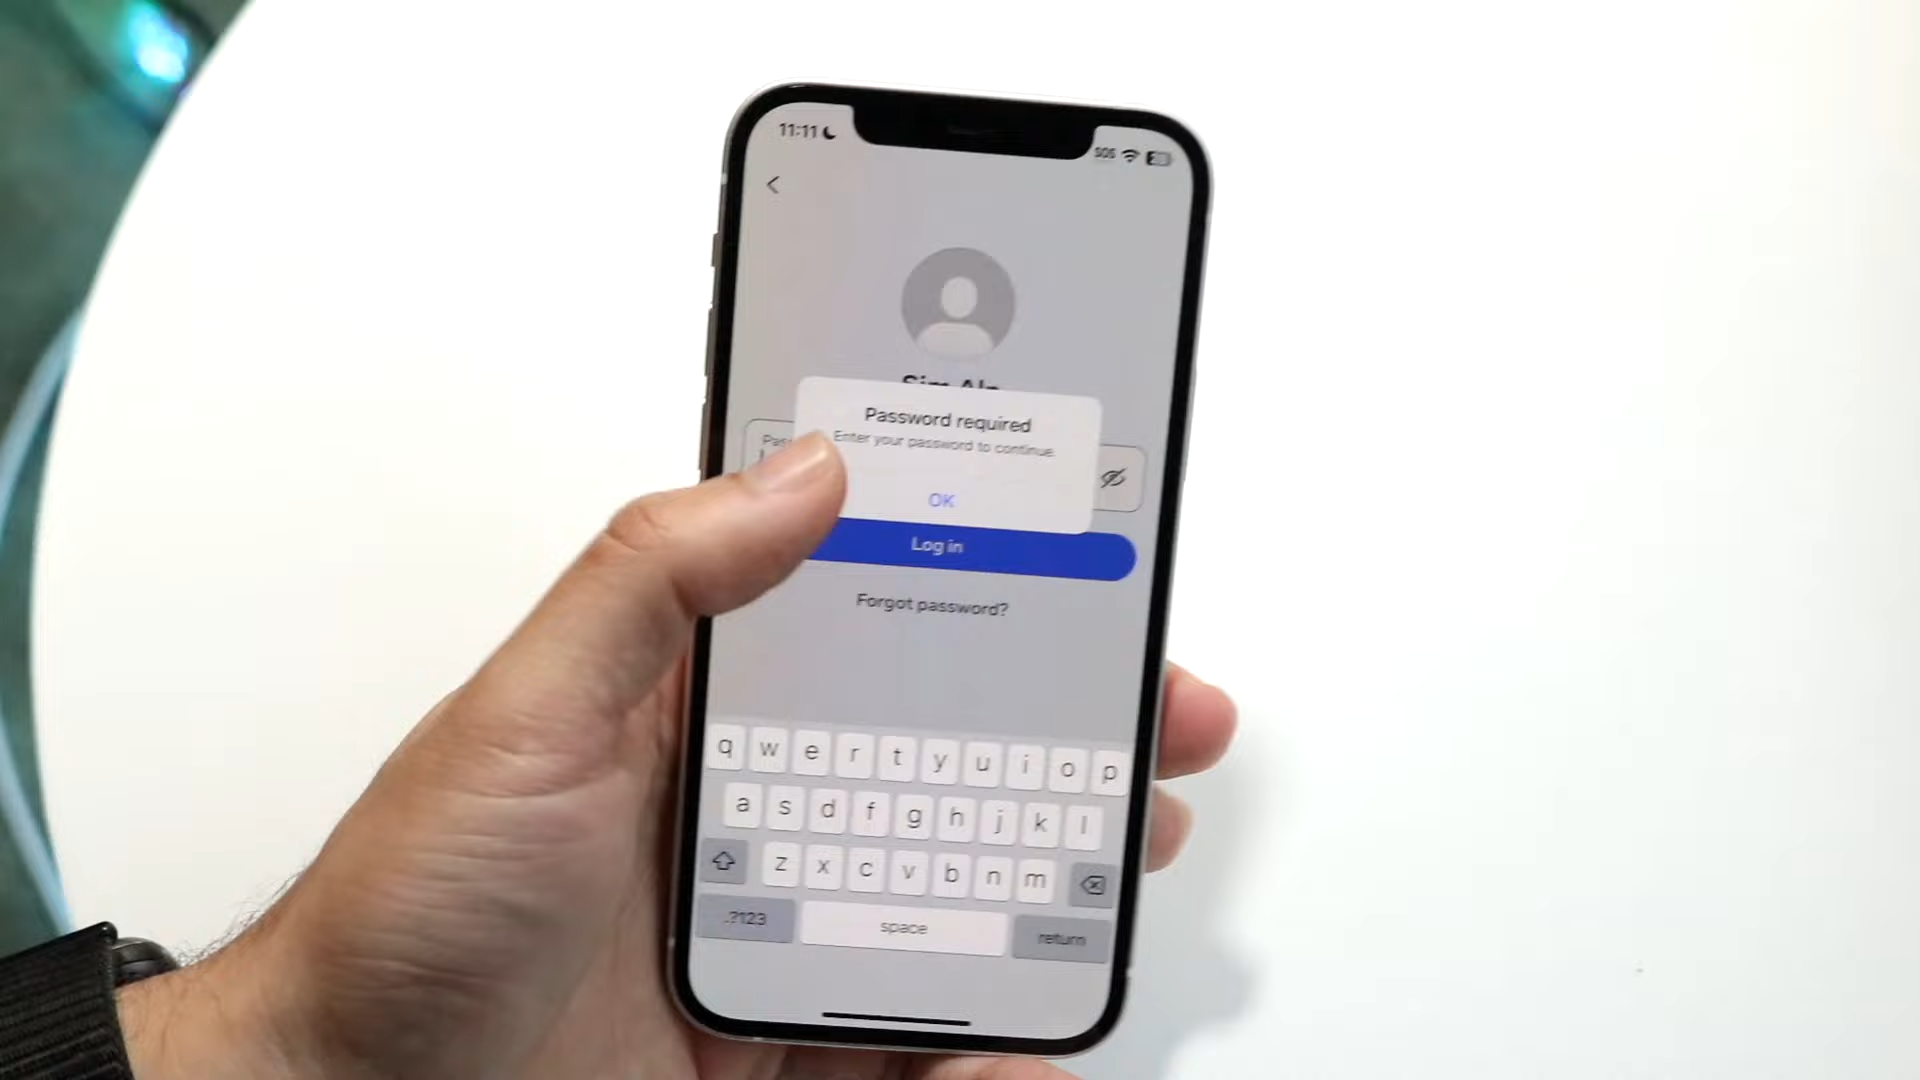 11:11
SOS
Password required
Enter your password to continue.
OK
Log in
Forgot password?
q w e r t y u i o p
a s d f g h j k l
z x c v b n m
.?123 space return